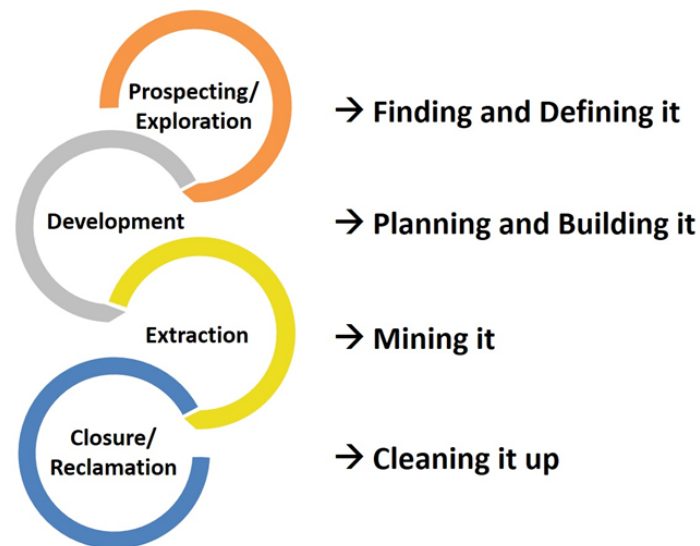 Prospecting/
Exploration
→ Finding and Defining it
Development
→ Planning and Building it
Extraction
→ Mining it
Closure/
Reclamation
→ Cleaning it up